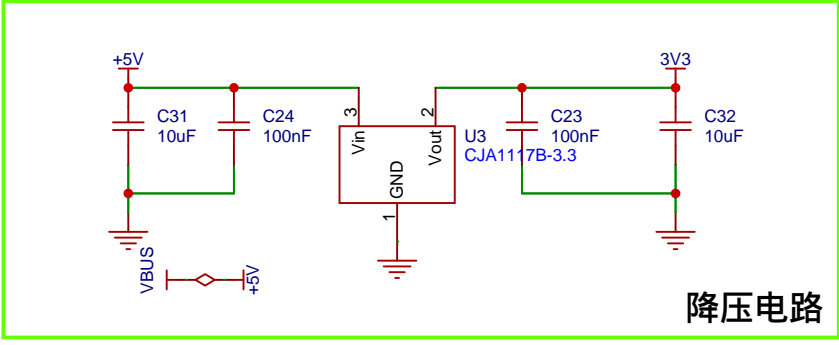 +5V
3V3
C31
10uF
C24
100nF
3
Vin
2
Vout
GND
1
U3
CJA1117B-3.3
C23
100nF
C32
10uF
VBUS
+5V
降压电路